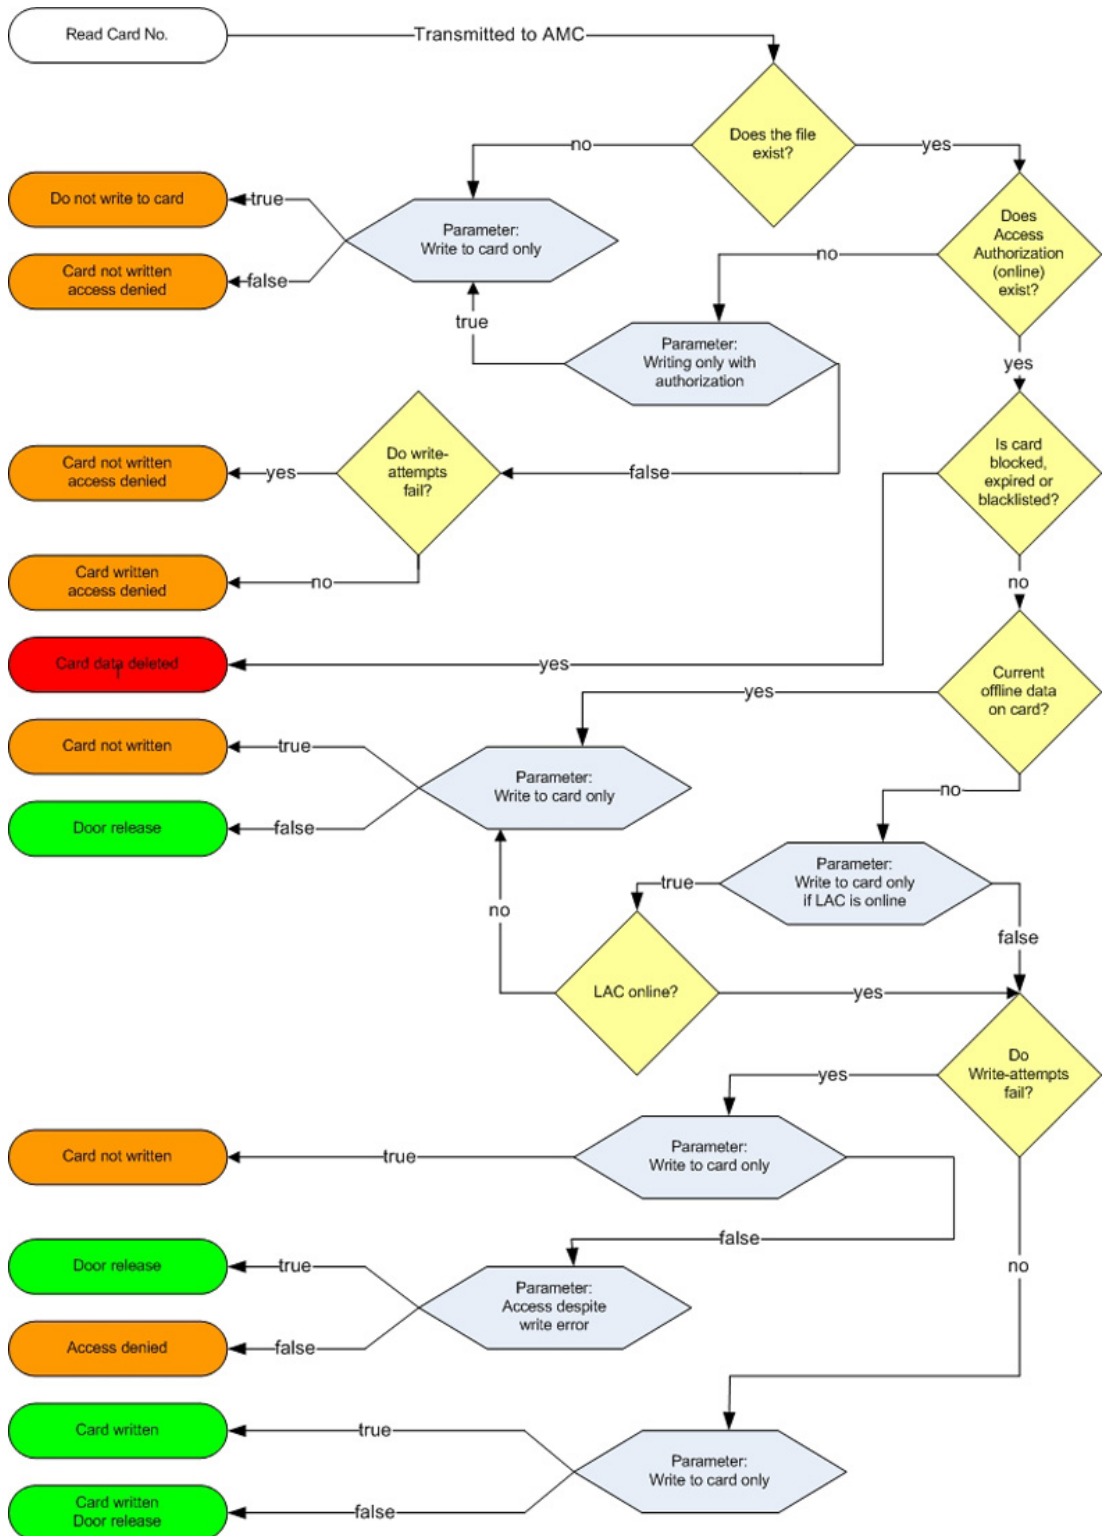 Read Card No.
Transmitted to AMC
Does the file
exist?
no
yes
Do not write to card
true
Parameter:
Write to card only
Does
Access
Authorization
(online)
exist?
Card not written
access denied
false
no
true
Parameter:
Writing only with
authorization
yes
Do write-
attempts
fail?
Is card
blocked,
expired or
blacklisted?
Card not written
access denied
yes
false
Card written
access denied
no
no
Card data deleted
yes
Current
offline data
on card?
yes
Card not written
true
Parameter:
Write to card only
no
Door release
false
Parameter:
Write to card only
if LAC is online
true
no
false
LAC online?
yes
Do
Write-attempts
fail?
yes
Card not written
true
Parameter:
Write to card only
false
Door release
true
no
Parameter:
Access despite
write error
Access denied
false
Card written
true
Parameter:
Write to card only
Card written
Door release
false